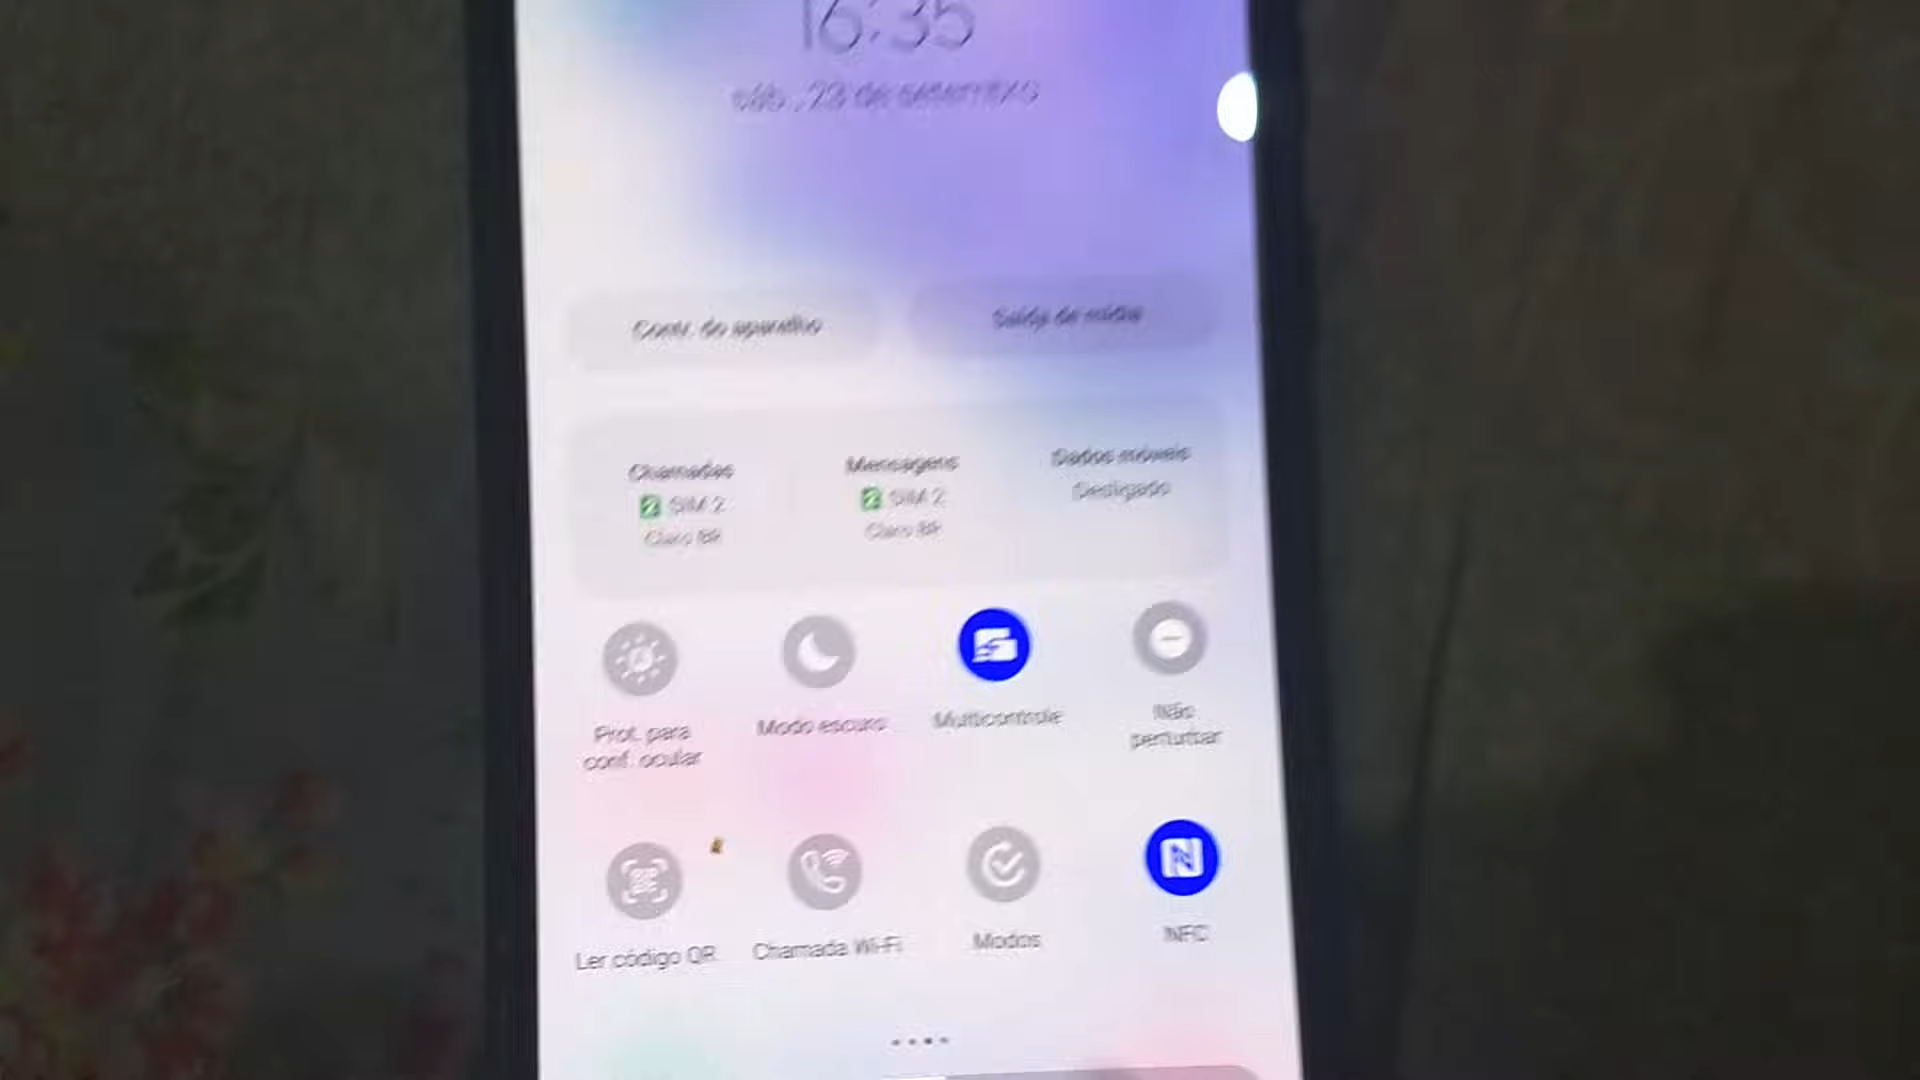 16:35
sáb., 23 de setembro
Contr. do aparelho
Saída de mídia
Chamadas
Mensagens
Dados móveis
2 SIM 2
2 SIM 2
Desligado
Claro BR
Claro BR
Prot. para
conf. ocular
Modo escuro
Multicontrole
Não
perturbar
Ler código QR
Chamada Wi-Fi
Modos
NFC